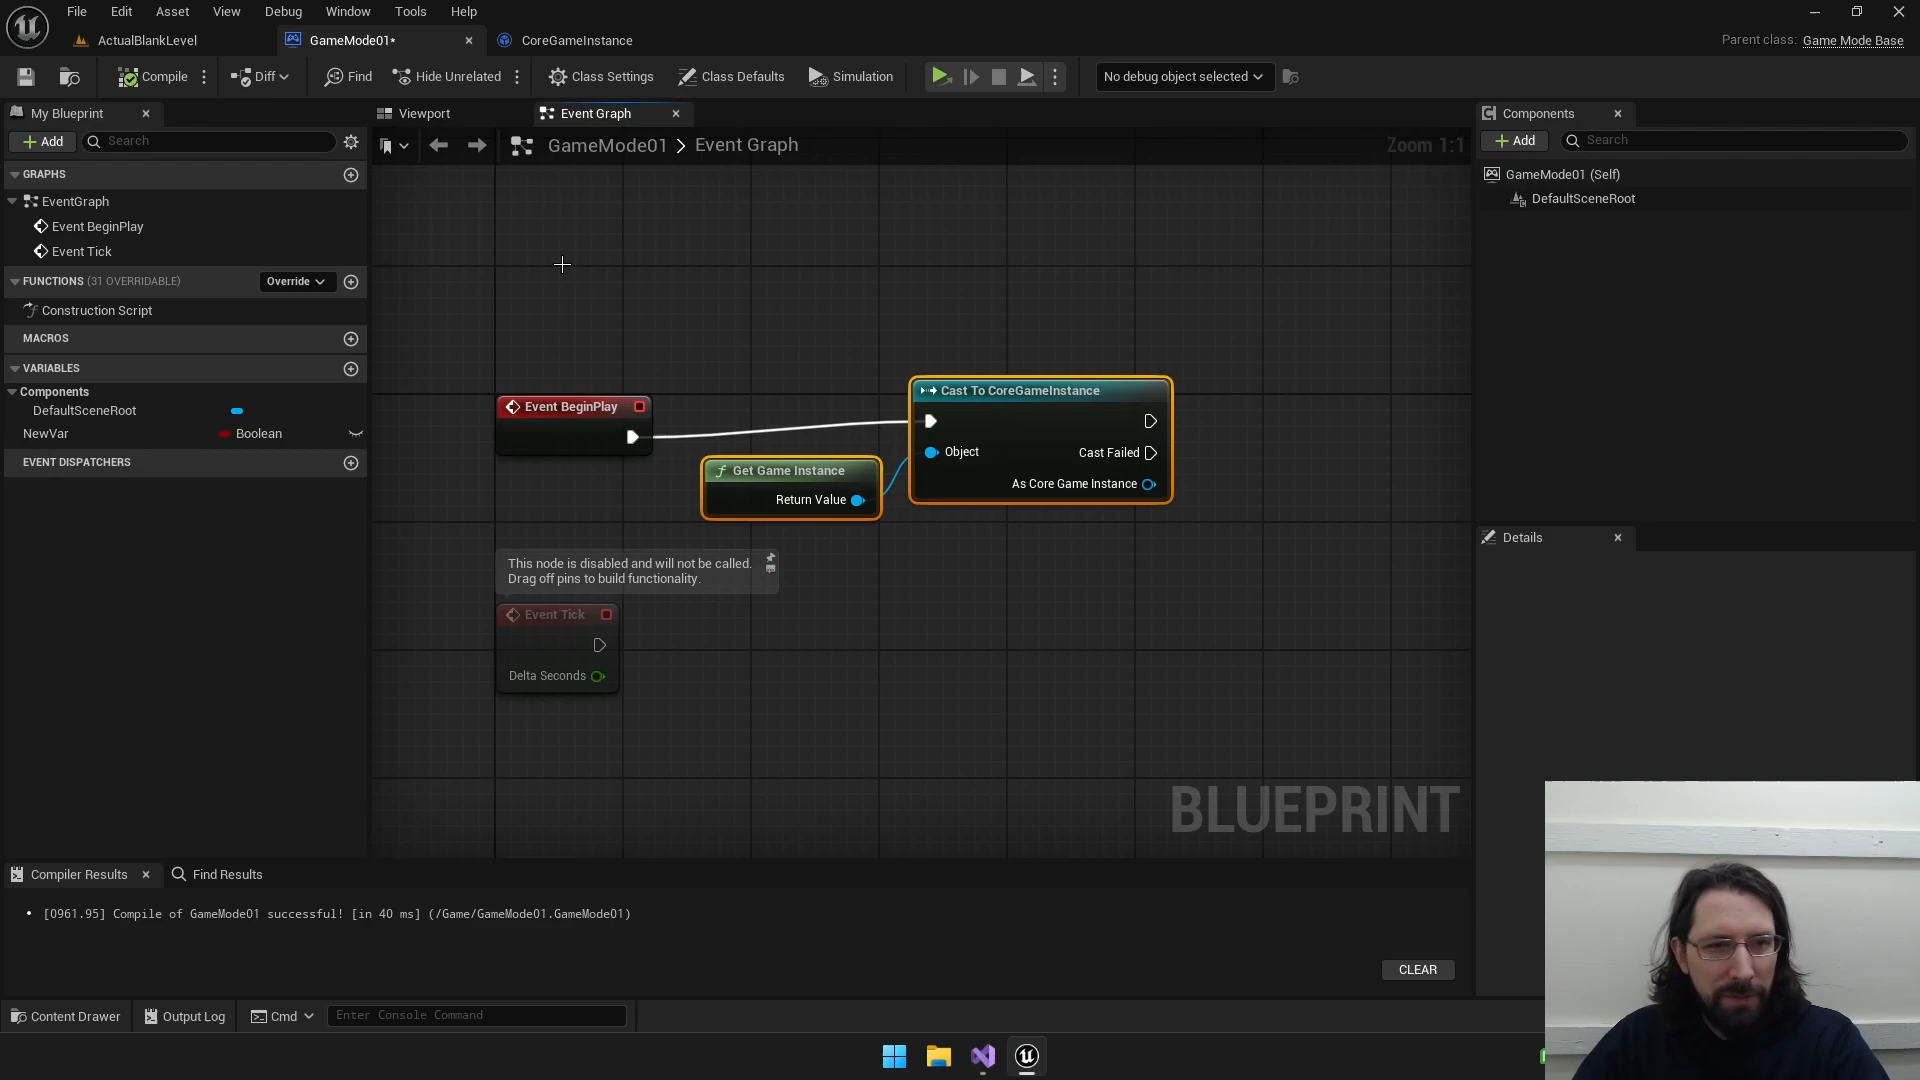 File Edit Asset View Debug Window Tools Help
ActualBlankLevel GameMode01* CoreGameInstance
Parent class: Game Mode Base
Compile Diff Find Hide Unrelated Class Settings Class Defaults Simulation No debug object selected
My Blueprint
Add Search
GRAPHS
EventGraph
Event BeginPlay
Event Tick
FUNCTIONS (31 OVERRIDABLE) Override
Construction Script
MACROS
VARIABLES
Components
DefaultSceneRoot
NewVar Boolean
EVENT DISPATCHERS
Viewport Event Graph
GameMode01 > Event Graph Zoom 1:1
Event BeginPlay
Get Game Instance
Return Value
Cast To CoreGameInstance
Object Cast Failed
As Core Game Instance
This node is disabled and will not be called.
Drag off pins to build functionality.
Event Tick
Delta Seconds
BLUEPRINT
Components
Add Search
GameMode01 (Self)
DefaultSceneRoot
Details
Compiler Results Find Results
• [0961.95] Compile of GameMode01 successful! [in 40 ms] (/Game/GameMode01.GameMode01)
CLEAR
Content Drawer Output Log Cmd Enter Console Command